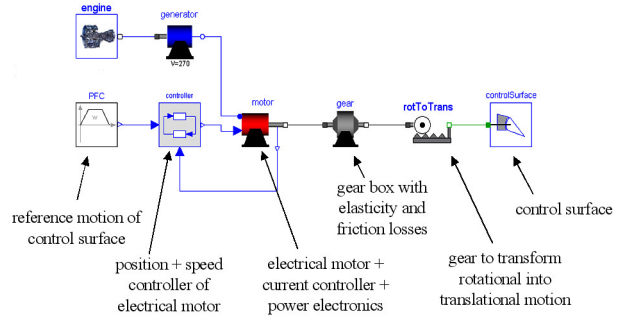 engine
generator
V=270
PFC
w
controller
motor
gear
rotToTrans
controlSurface
reference motion of
control surface
position + speed
controller of
electrical motor
electrical motor +
current controller +
power electronics
gear box with
elasticity and
friction losses
gear to transform
rotational into
translational motion
control surface